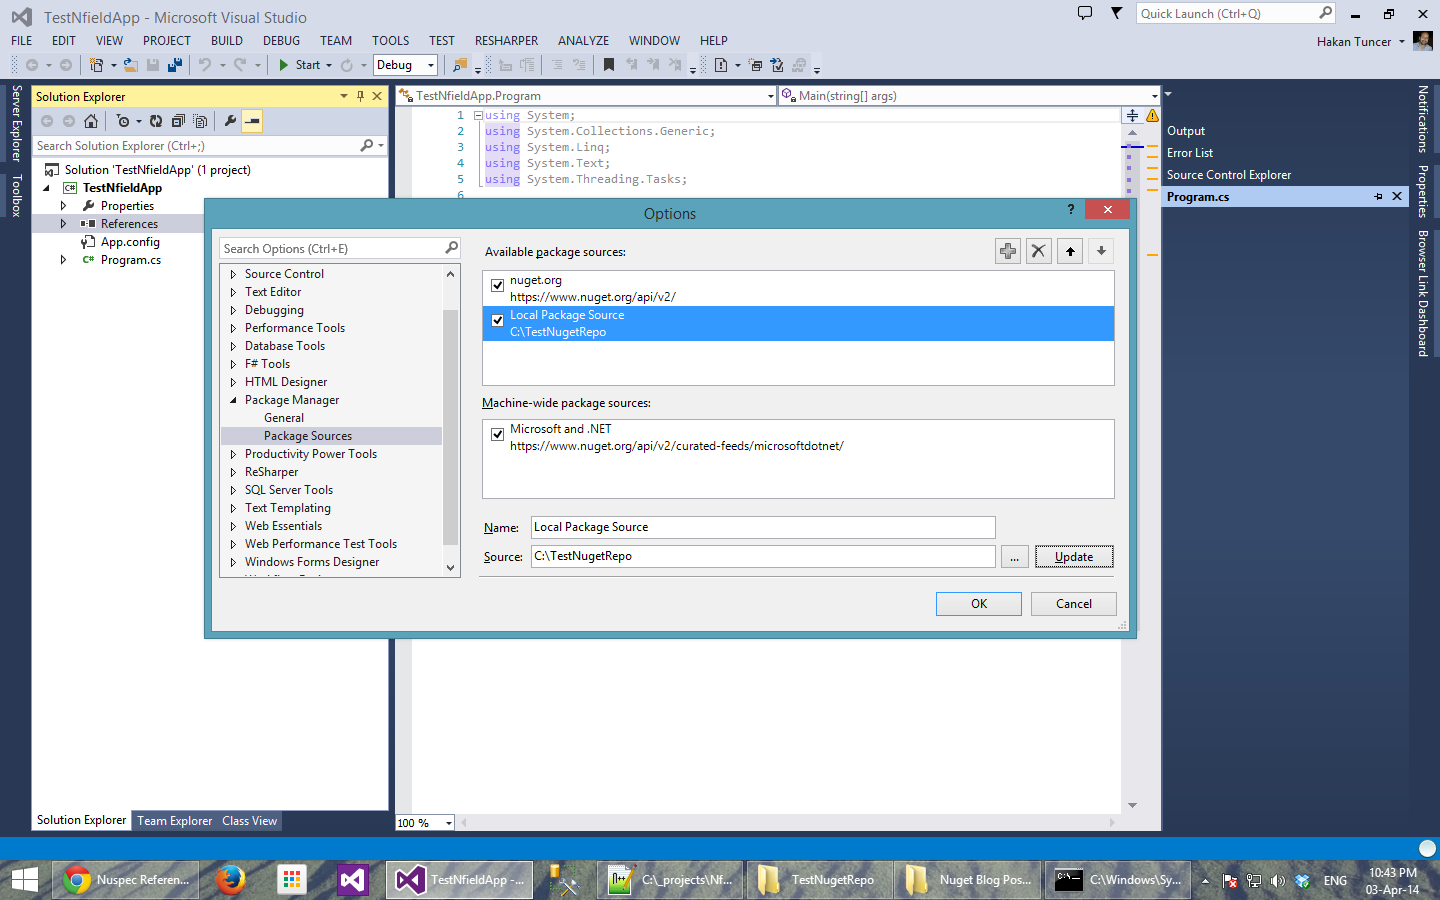 TestNfieldApp - Microsoft Visual Studio
Quick Launch (Ctrl+Q)
FILE EDIT VIEW PROJECT BUILD DEBUG TEAM TOOLS TEST RESHARPER ANALYZE WINDOW HELP
Hakan Tuncer
Start Debug
Server Explorer
Toolbox
Solution Explorer
Search Solution Explorer (Ctrl+;)
Solution 'TestNfieldApp' (1 project)
C# TestNfieldApp
Properties
References
App.config
C# Program.cs
TestNfieldApp.Program
Main(string[] args)
1 using System;
2 using System.Collections.Generic;
3 using System.Linq;
4 using System.Text;
5 using System.Threading.Tasks;
6
Output
Error List
Source Control Explorer
Program.cs
Notifications
Properties
Browser Link Dashboard
Options
?
Search Options (Ctrl+E)
Source Control
Text Editor
Debugging
Performance Tools
Database Tools
F# Tools
HTML Designer
Package Manager
General
Package Sources
Productivity Power Tools
ReSharper
SQL Server Tools
Text Templating
Web Essentials
Web Performance Test Tools
Windows Forms Designer
Available package sources:
nuget.org
https://www.nuget.org/api/v2/
Local Package Source
C:\TestNugetRepo
Machine-wide package sources:
Microsoft and .NET
https://www.nuget.org/api/v2/curated-feeds/microsoftdotnet/
Name: Local Package Source
Source: C:\TestNugetRepo ... Update
OK Cancel
100 %
Solution Explorer Team Explorer Class View
Nuspec Referen...
TestNfieldApp -...
C:\_projects\Nf...
TestNugetRepo
Nuget Blog Pos...
C:\Windows\Sy...
ENG
10:43 PM
03-Apr-14